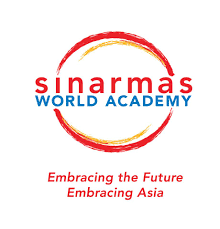 sinarmas
WORLD ACADEMY
Embracing the Future
Embracing Asia